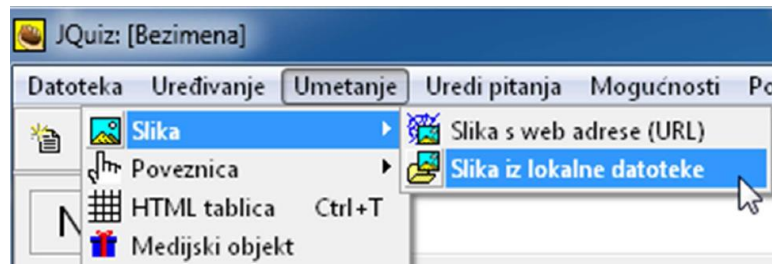 JQuiz: [Bezimena]
Datoteka Uređivanje Umetanje Uredi pitanja Mogućnosti
Slika Slika s web adrese (URL)
Poveznica Slika iz lokalne datoteke
HTML tablica Ctrl+T
Medijski objekt